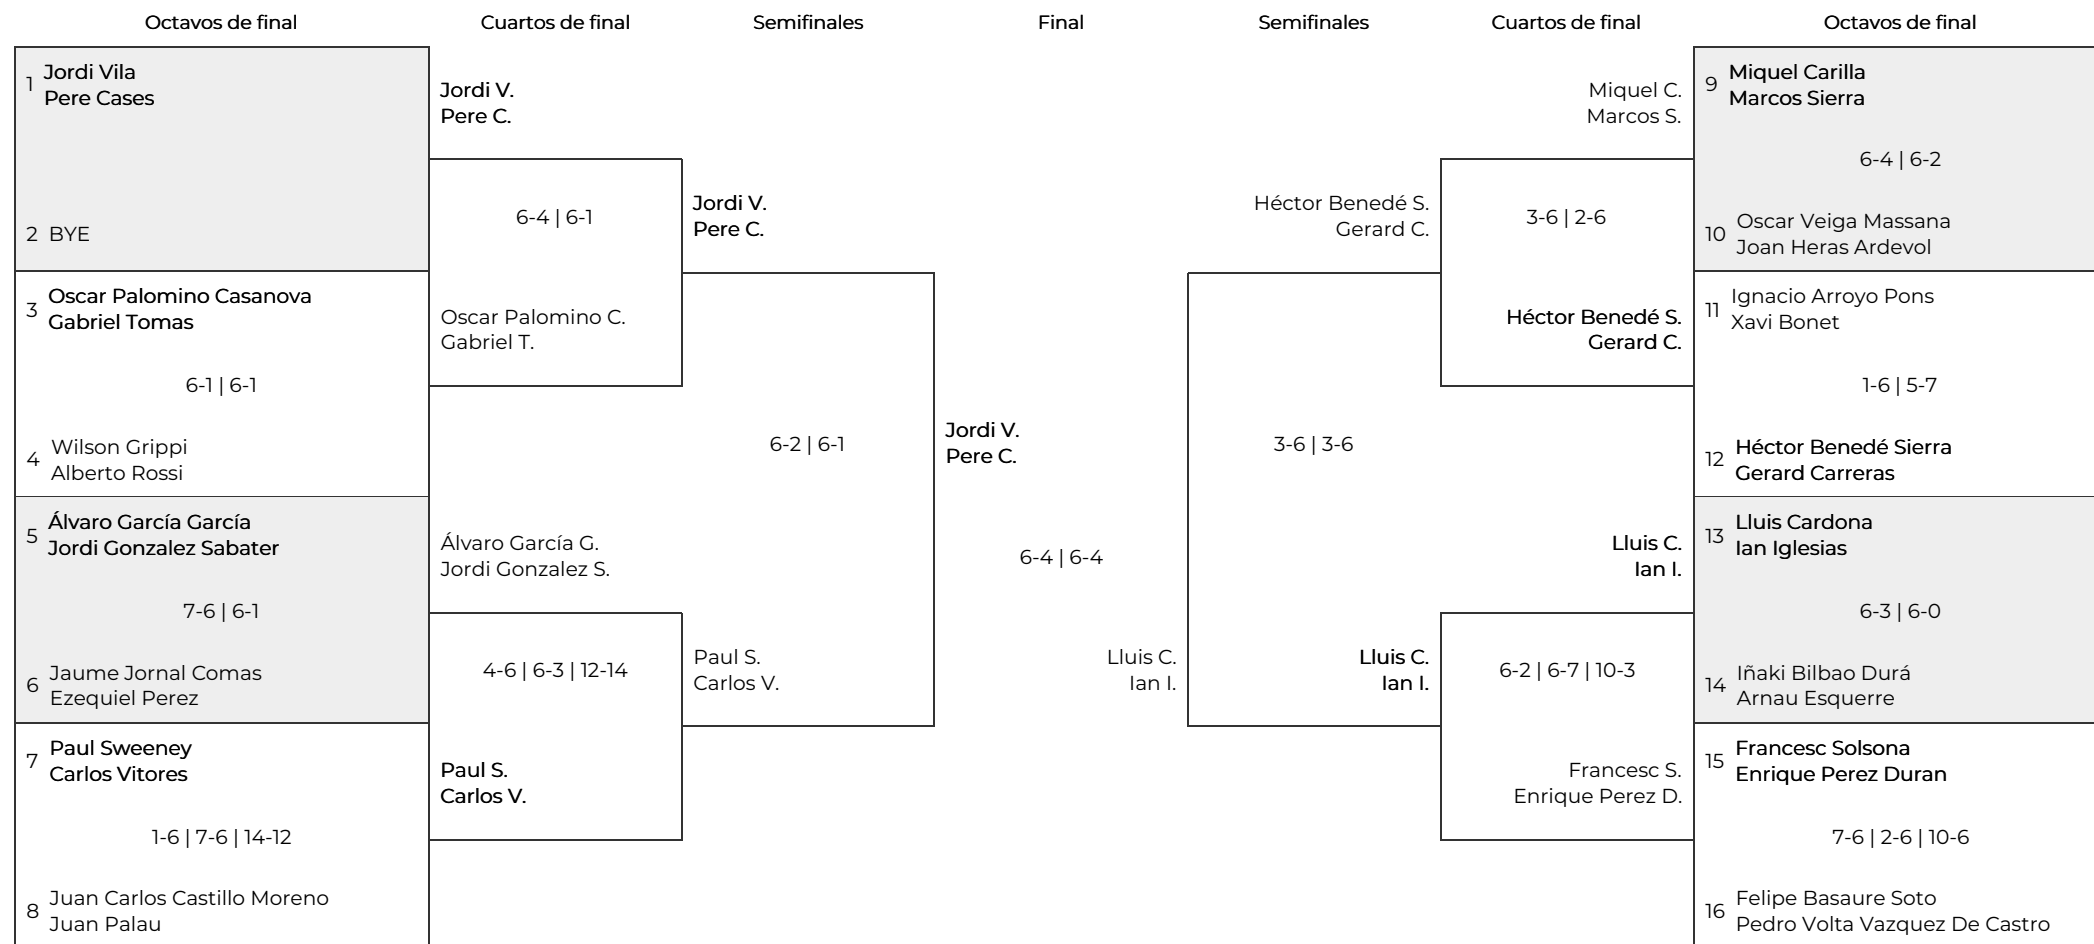 Octavos de final
Cuartos de final
Semifinales
Final
Semifinales
Cuartos de final
Octavos de final
1
Jordi Vila
Pere Cases
2 BYE
3
Oscar Palomino Casanova
Gabriel Tomas
6-1 | 6-1
4
Wilson Grippi
Alberto Rossi
5
Álvaro García García
Jordi Gonzalez Sabater
7-6 | 6-1
6
Jaume Jornal Comas
Ezequiel Perez
7
Paul Sweeney
Carlos Vitores
1-6 | 7-6 | 14-12
8
Juan Carlos Castillo Moreno
Juan Palau
Jordi V.
Pere C.
6-4 | 6-1
Oscar Palomino C.
Gabriel T.
Álvaro García G.
Jordi Gonzalez S.
4-6 | 6-3 | 12-14
Paul S.
Carlos V.
Jordi V.
Pere C.
6-2 | 6-1
Paul S.
Carlos V.
Jordi V.
Pere C.
6-4 | 6-4
Lluis C.
Ian I.
Héctor Benedé S.
Gerard C.
3-6 | 3-6
Lluis C.
Ian I.
Miquel C.
Marcos S.
3-6 | 2-6
Héctor Benedé S.
Gerard C.
Lluis C.
Ian I.
6-2 | 6-7 | 10-3
Francesc S.
Enrique Perez D.
9
Miquel Carilla
Marcos Sierra
6-4 | 6-2
10
Oscar Veiga Massana
Joan Heras Ardevol
11
Ignacio Arroyo Pons
Xavi Bonet
1-6 | 5-7
12
Héctor Benedé Sierra
Gerard Carreras
13
Lluis Cardona
Ian Iglesias
6-3 | 6-0
14
Iñaki Bilbao Durá
Arnau Esquerre
15
Francesc Solsona
Enrique Perez Duran
7-6 | 2-6 | 10-6
16
Felipe Basaure Soto
Pedro Volta Vazquez De Castro